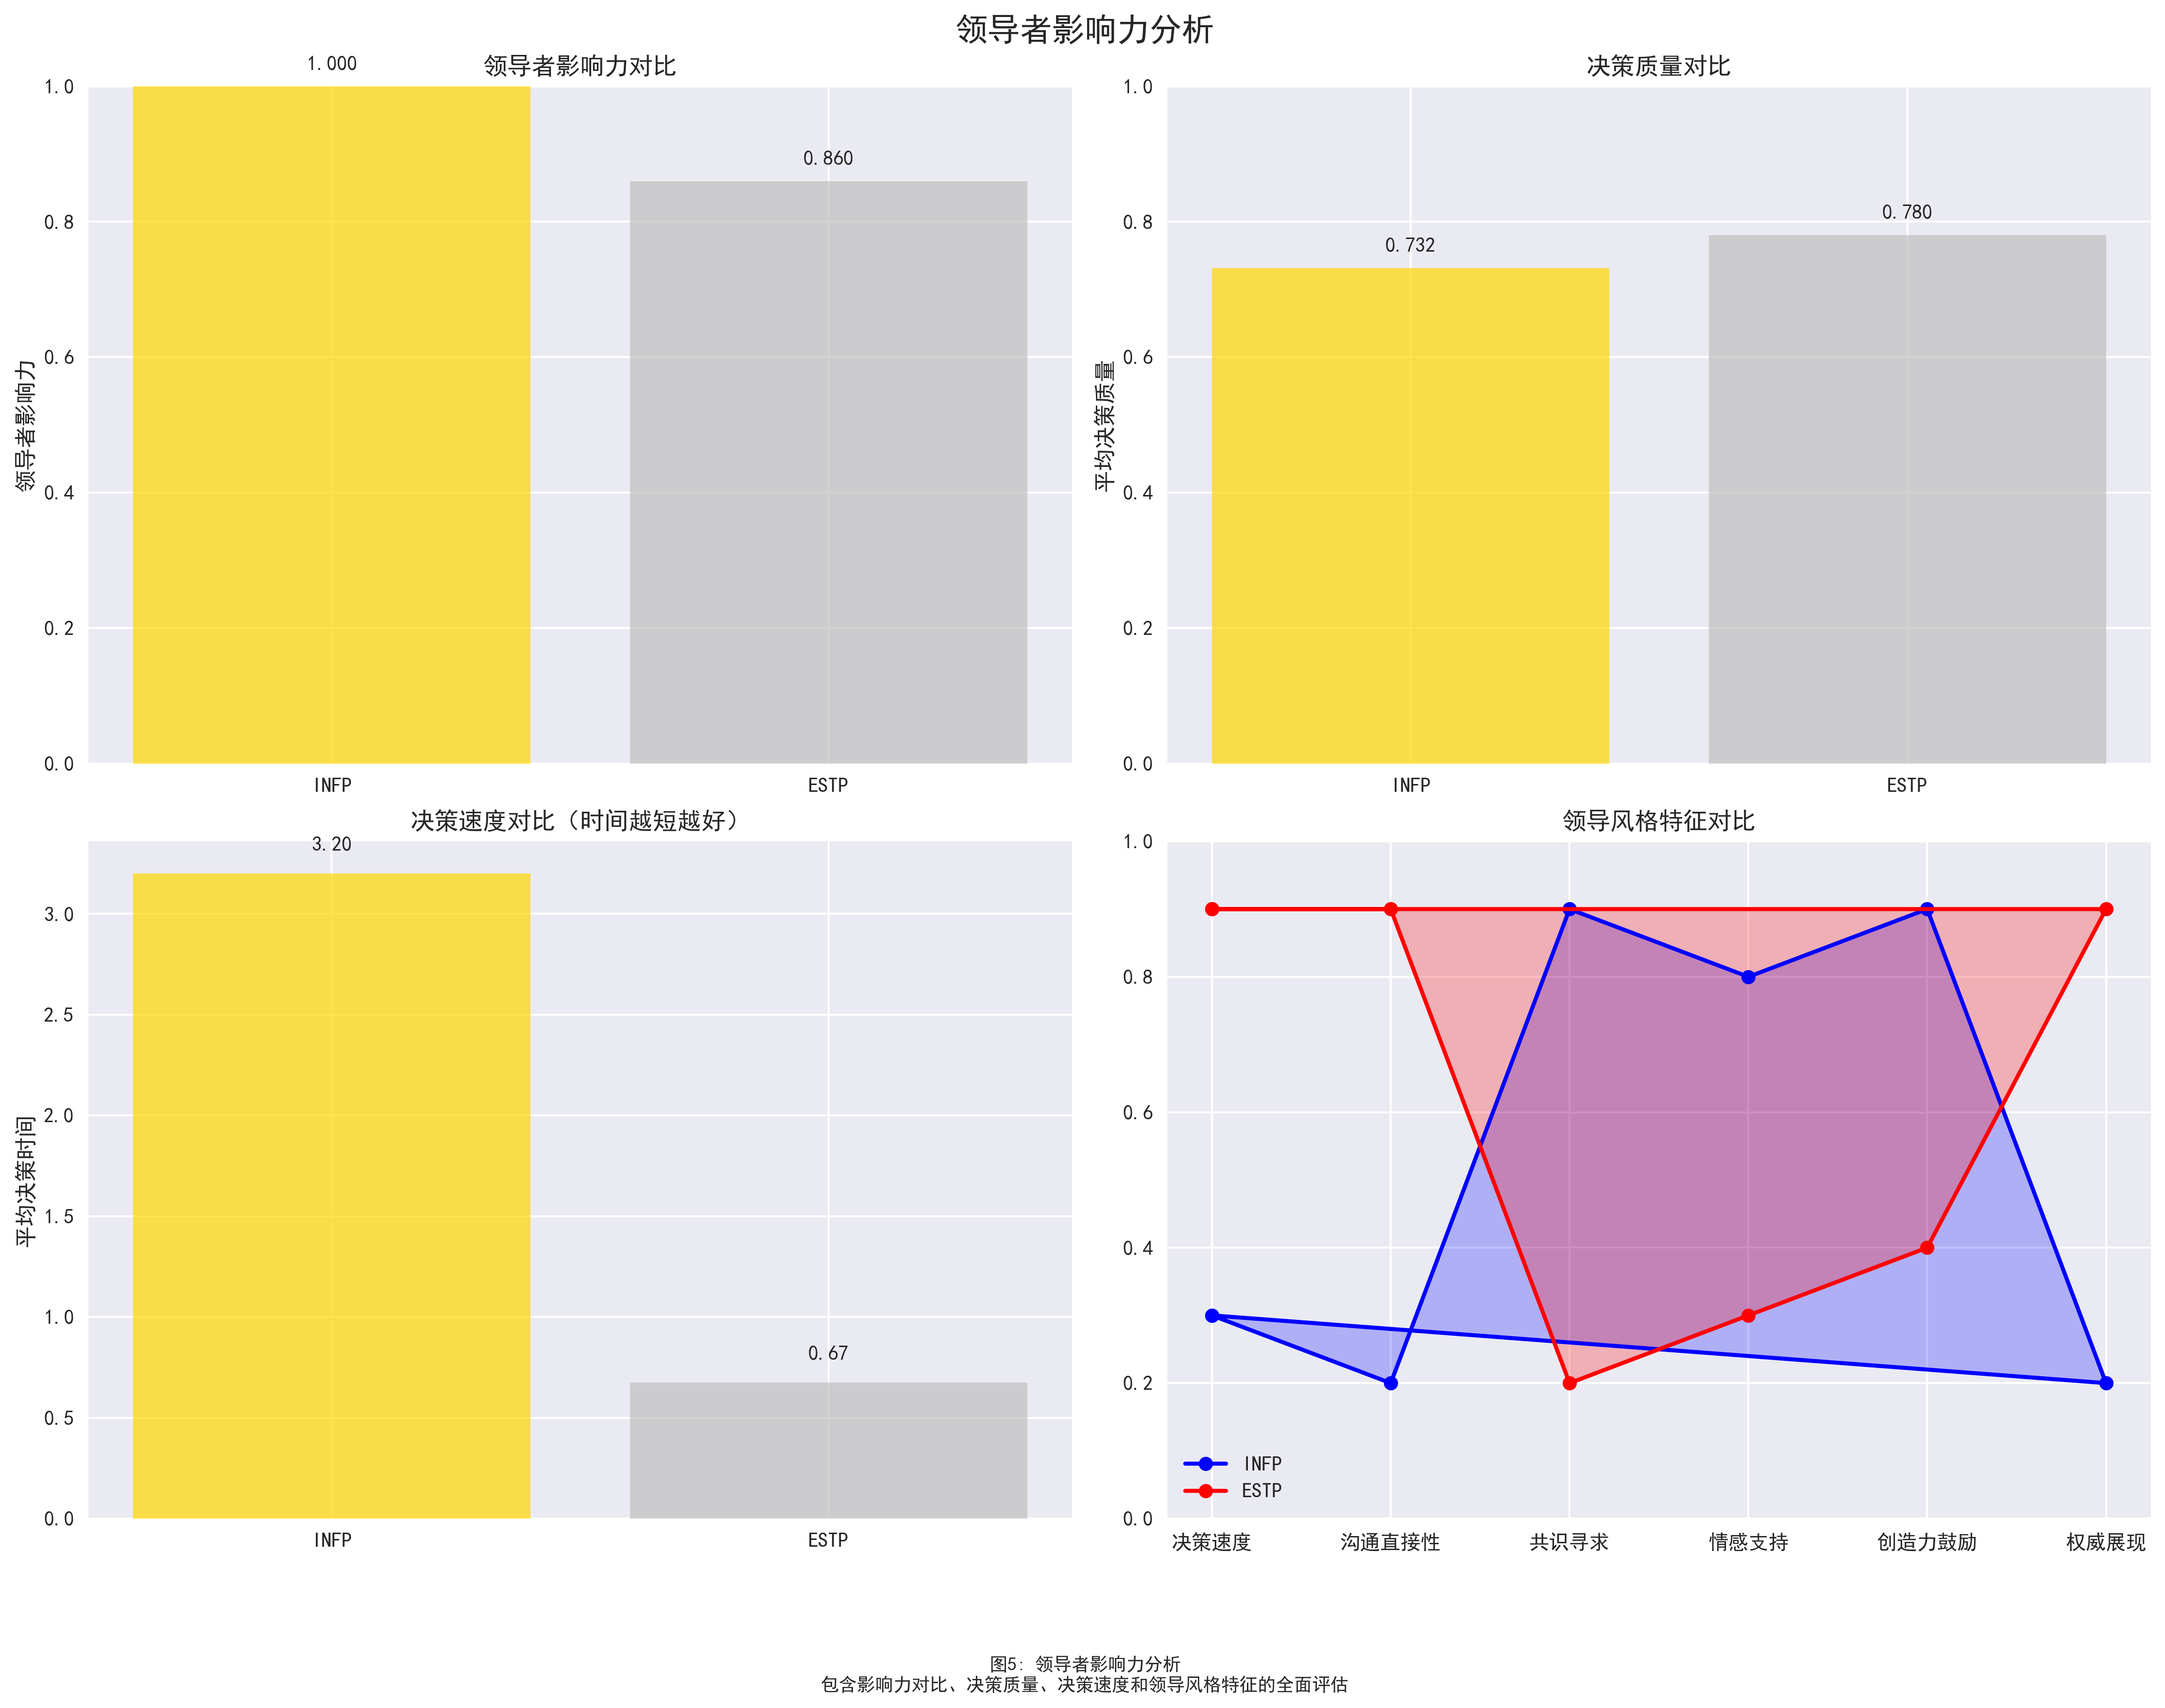 领导者影响力分析
领导者影响力对比
1.000
0.860
领导者影响力
1.0
0.8
0.6
0.4
0.2
0.0
INFP
ESTP
决策质量对比
0.732
0.780
平均决策质量
1.0
0.8
0.6
0.4
0.2
0.0
INFP
ESTP
决策速度对比（时间越短越好）
3.20
0.67
平均决策时间
3.0
2.5
2.0
1.5
1.0
0.5
0.0
INFP
ESTP
领导风格特征对比
1.0
0.8
0.6
0.4
0.2
0.0
INFP
ESTP
决策速度
沟通直接性
共识寻求
情感支持
创造力鼓励
权威展现
图5: 领导者影响力分析
包含影响力对比、决策质量、决策速度和领导风格特征的全面评估